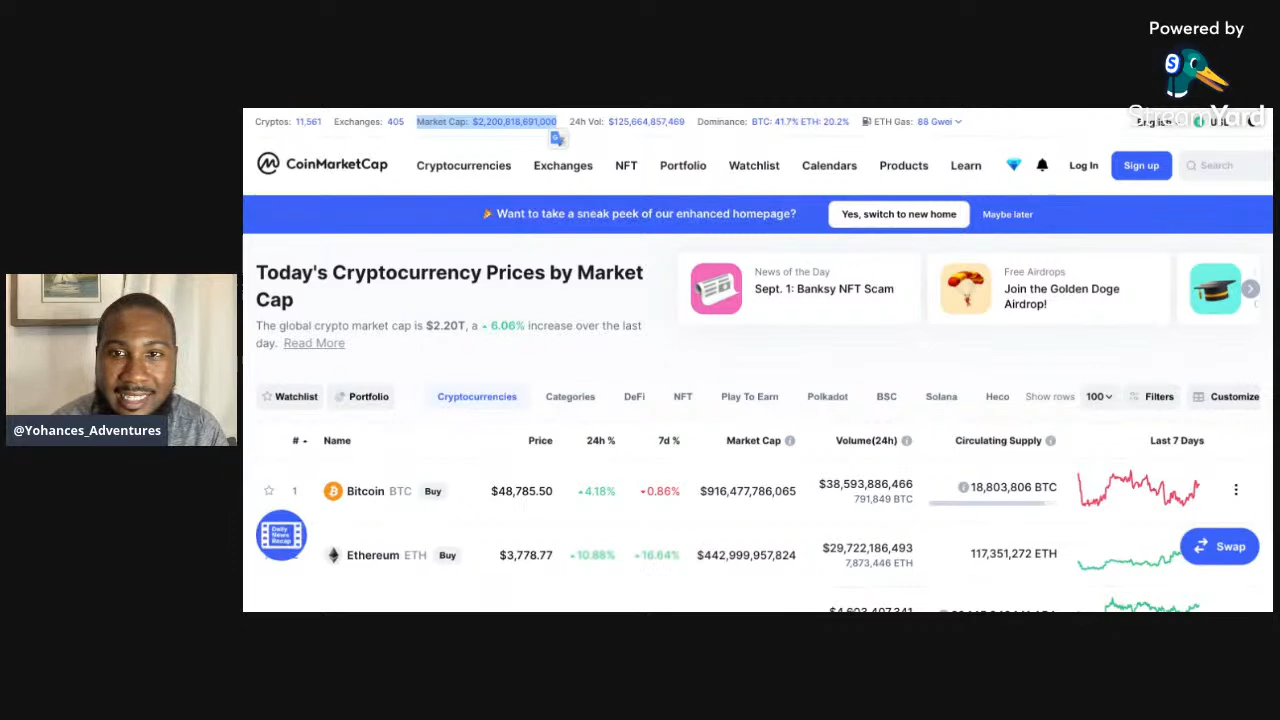 Powered by
S
StreamYard
Cryptos: 11,561 Exchanges: 405 Market Cap: $2,200,818,691,000 24h Vol: $125,664,857,469 Dominance: BTC: 41.7% ETH: 20.2% ETH Gas: 88 Gwei English
CoinMarketCap Cryptocurrencies Exchanges NFT Portfolio Watchlist Calendars Products Learn Log In Sign up Search
Want to take a sneak peek of our enhanced homepage? Yes, switch to new home Maybe later
Today's Cryptocurrency Prices by Market
Cap
The global crypto market cap is $2.20T, a 6.06% increase over the last
day. Read More
News of the Day
Sept. 1: Banksy NFT Scam
Free Airdrops
Join the Golden Doge
Airdrop!
Watchlist Portfolio Cryptocurrencies Categories DeFi NFT Play To Earn Polkadot BSC Solana Heco Show rows 100 Filters Customize
# Name Price 24h % 7d % Market Cap Volume(24h) Circulating Supply Last 7 Days
1 Bitcoin BTC Buy $48,785.50 4.18% 0.86% $916,477,786,065 $38,593,886,466 18,803,806 BTC
791,849 BTC
Ethereum ETH Buy $3,778.77 10.88% 16.64% $442,999,957,824 $29,722,186,493 117,351,272 ETH
7,873,446 ETH
Daily
News
Recap
Swap
@Yohances_Adventures